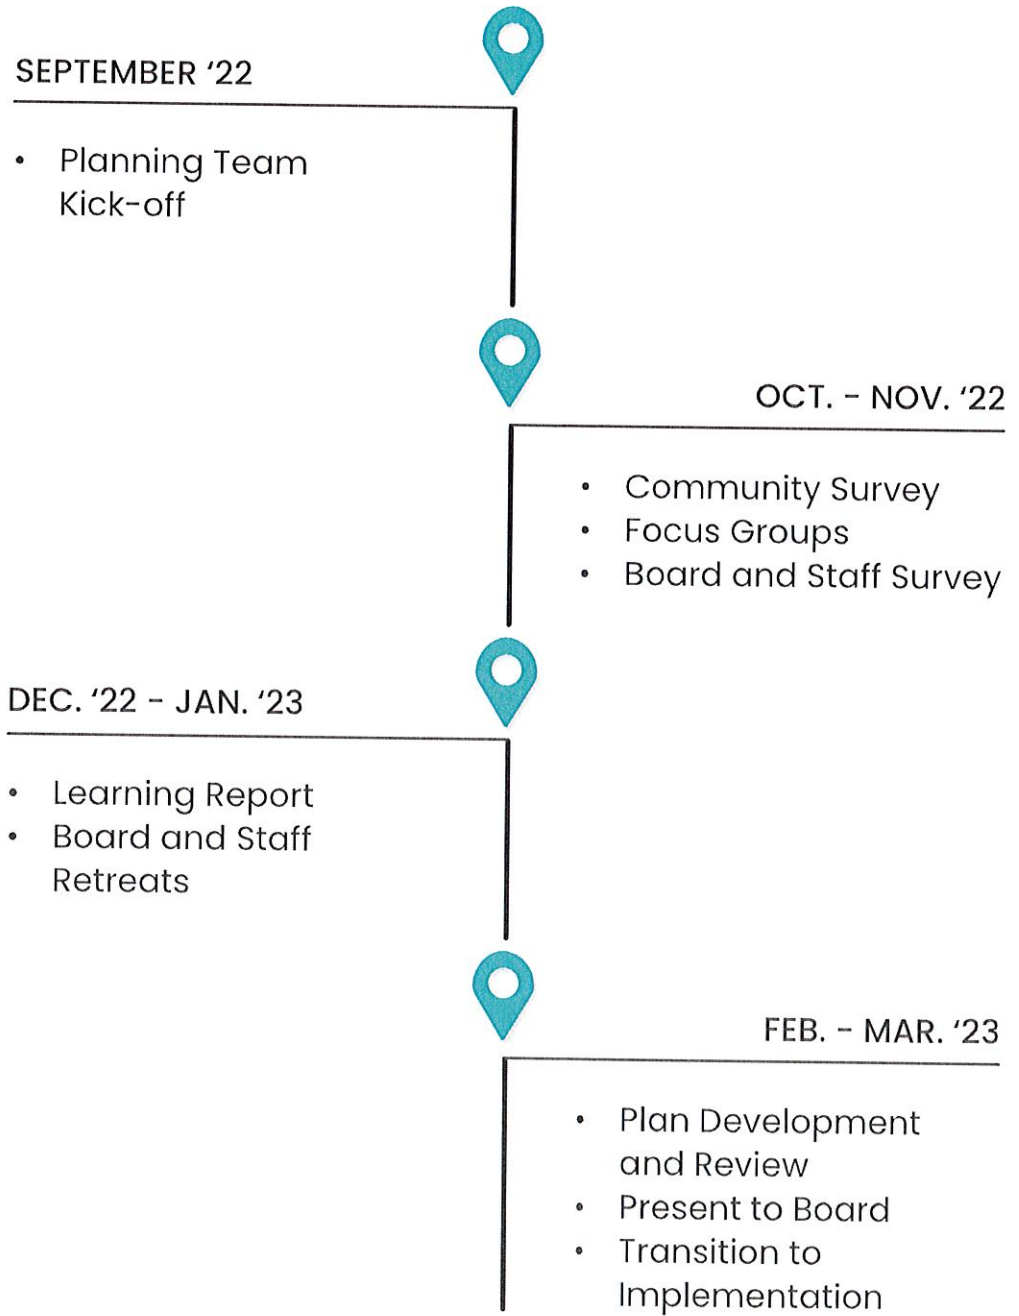 SEPTEMBER ‘22
• Planning Team
Kick-off
OCT. - NOV. ‘22
• Community Survey
• Focus Groups
• Board and Staff Survey
DEC. ‘22 - JAN. ‘23
• Learning Report
• Board and Staff
Retreats
FEB. - MAR. ‘23
• Plan Development
and Review
• Present to Board
• Transition to
Implementation